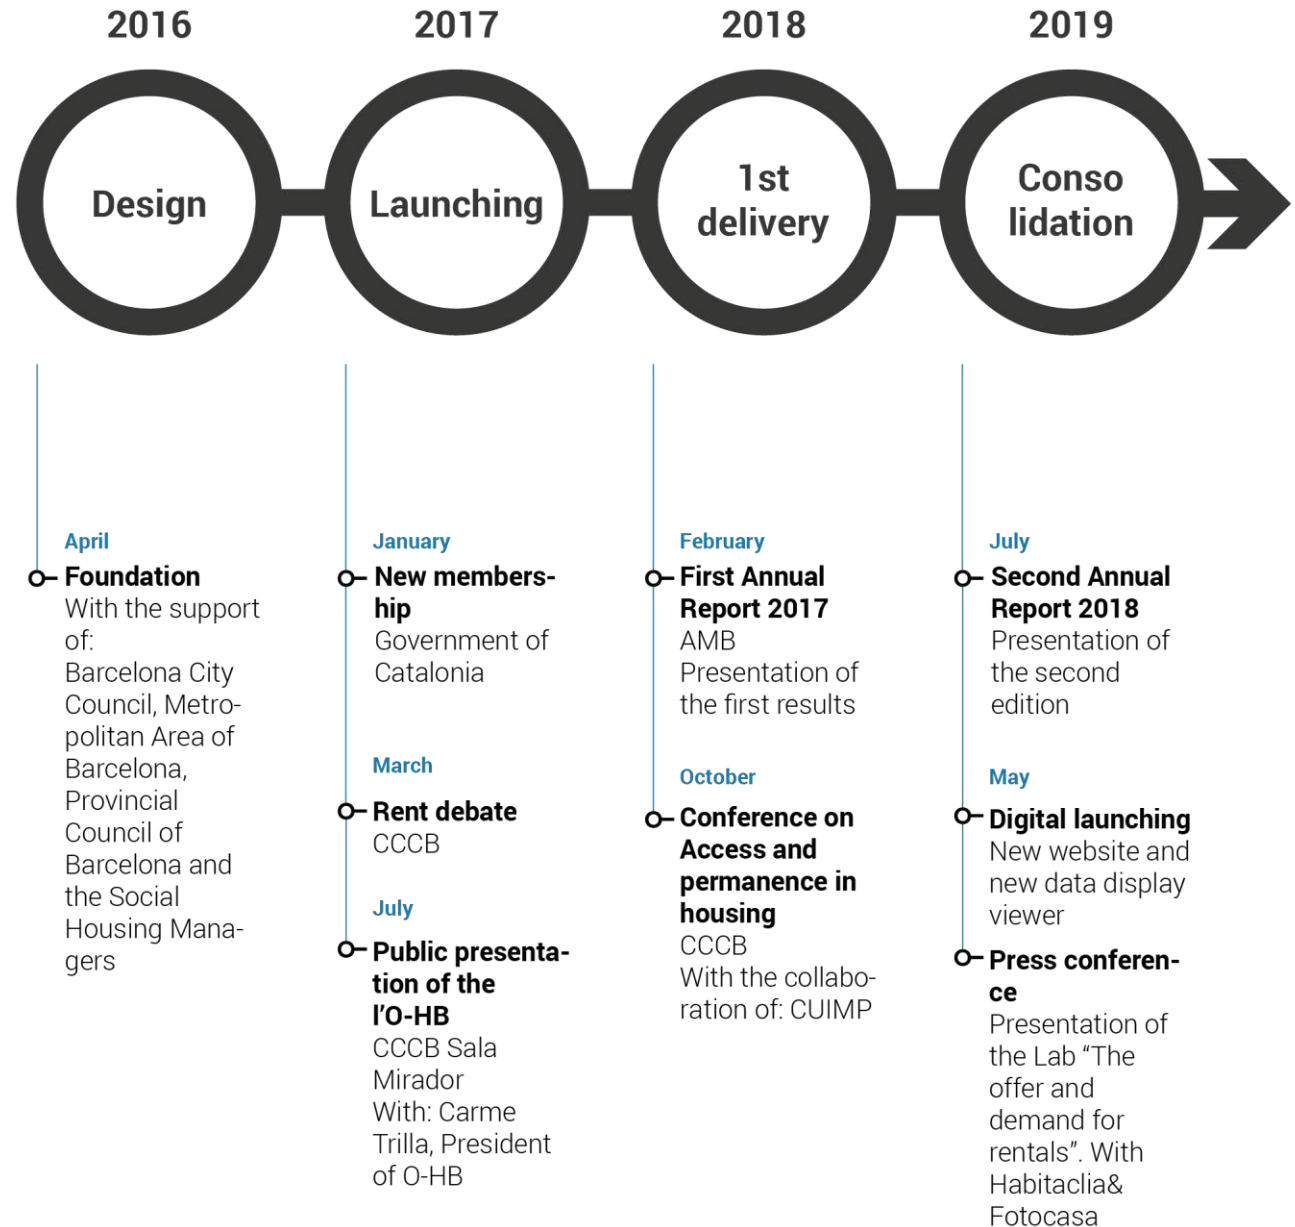 2016
Design
April
Foundation
With the support
of:
Barcelona City
Council, Metro-
politan Area of
Barcelona,
Provincial
Council of
Barcelona and
the Social
Housing Mana-
gers
2017
Launching
January
New members-
hip
Government of
Catalonia
March
Rent debate
CCCB
July
Public presenta-
tion of the
l’O-HB
CCCB Sala
Mirador
With: Carme
Trilla, President
of O-HB
2018
1st
delivery
February
First Annual
Report 2017
AMB
Presentation of
the first results
October
Conference on
Access and
permanence in
housing
CCCB
With the collabo-
ration of: CUIMP
2019
Conso
lidation
July
Second Annual
Report 2018
Presentation of
the second
edition
May
Digital launching
New website and
new data display
viewer
Press conferen-
ce
Presentation of
the Lab “The
offer and
demand for
rentals”. With
Habitaclia&
Fotocasa